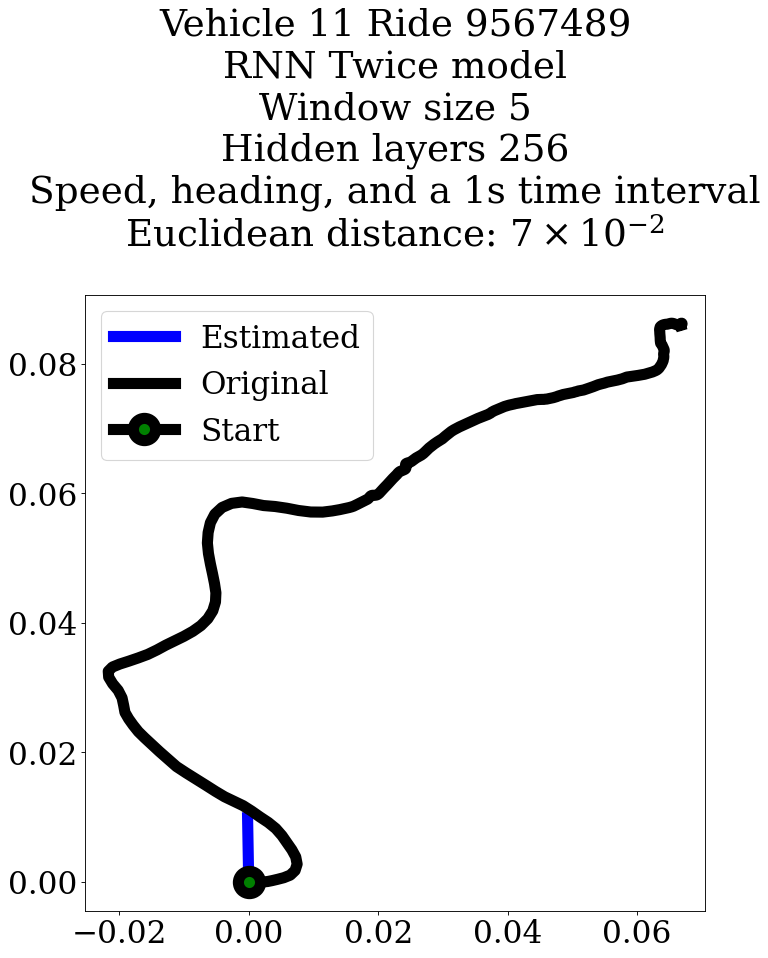 Vehicle 11 Ride 9567489
RNN Twice model
Window size 5
Hidden layers 256
Speed, heading, and a 1s time interval
Euclidean distance: 7 × 10⁻²
Estimated
Original
Start
0.08
0.06
0.04
0.02
0.00
−0.02 0.00 0.02 0.04 0.06